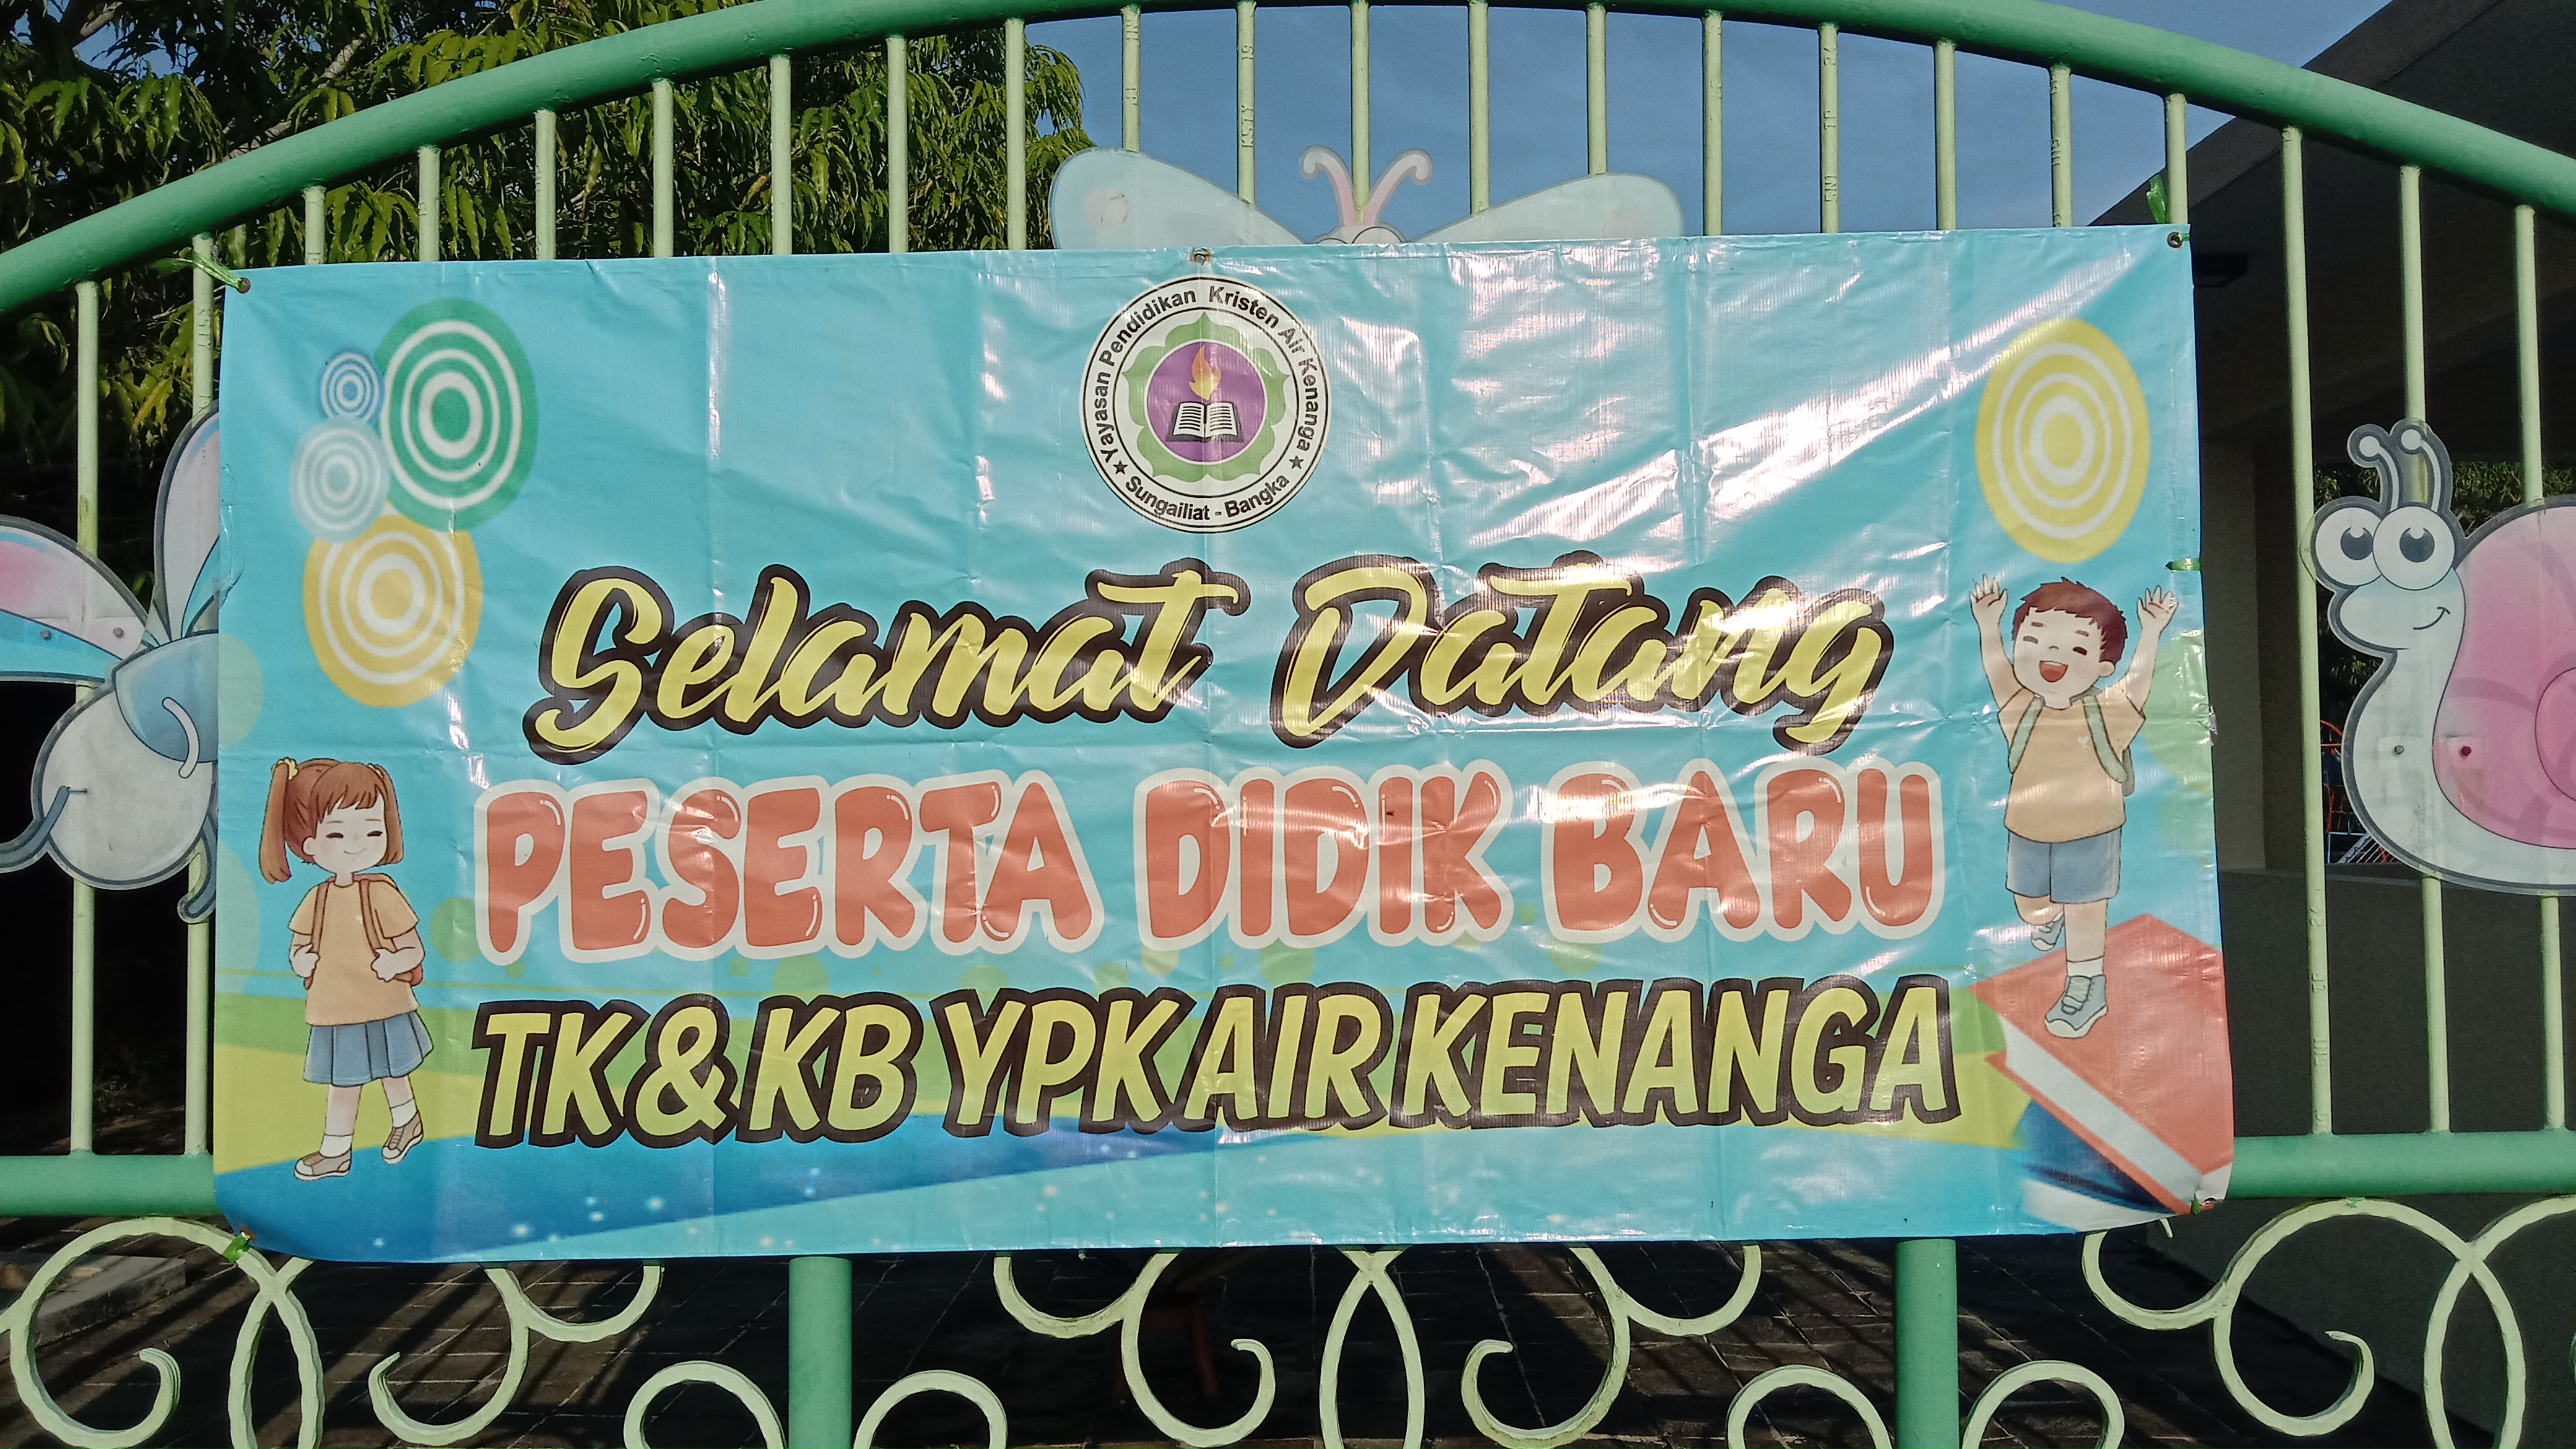 Yayasan Pendidikan Kristen Air Kenanga
★ Sungailiat - Bangka ★
Selamat Datang
PESERTA DIDIK BARU
TK & KB YPK AIR KENANGA